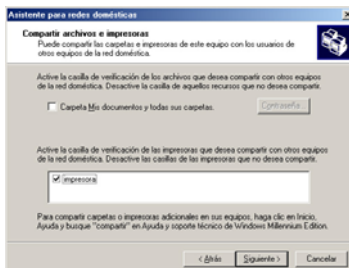 Asistente para redes domésticas
Compartir archivos e impresoras
Puede compartir las carpetas e impresoras de este equipo con los usuarios de
otros equipos de la red doméstica.
Active la casilla de verificación de los archivos que desea compartir con otros equipos
de la red doméstica. Desactive la casilla de aquellos recursos que no desea compartir.
Carpeta Mis documentos y todas sus carpetas.
Contraseña...
Active la casilla de verificación de las impresoras que desea compartir con otros equipos
de la red doméstica. Desactive las casillas de las impresoras que no desea compartir.
impresora
Para compartir carpetas o impresoras adicionales en sus equipos, haga clic en Inicio,
Ayuda y busque "compartir" en Ayuda y soporte técnico de Windows Millennium Edition.
< Atrás
Siguiente >
Cancelar